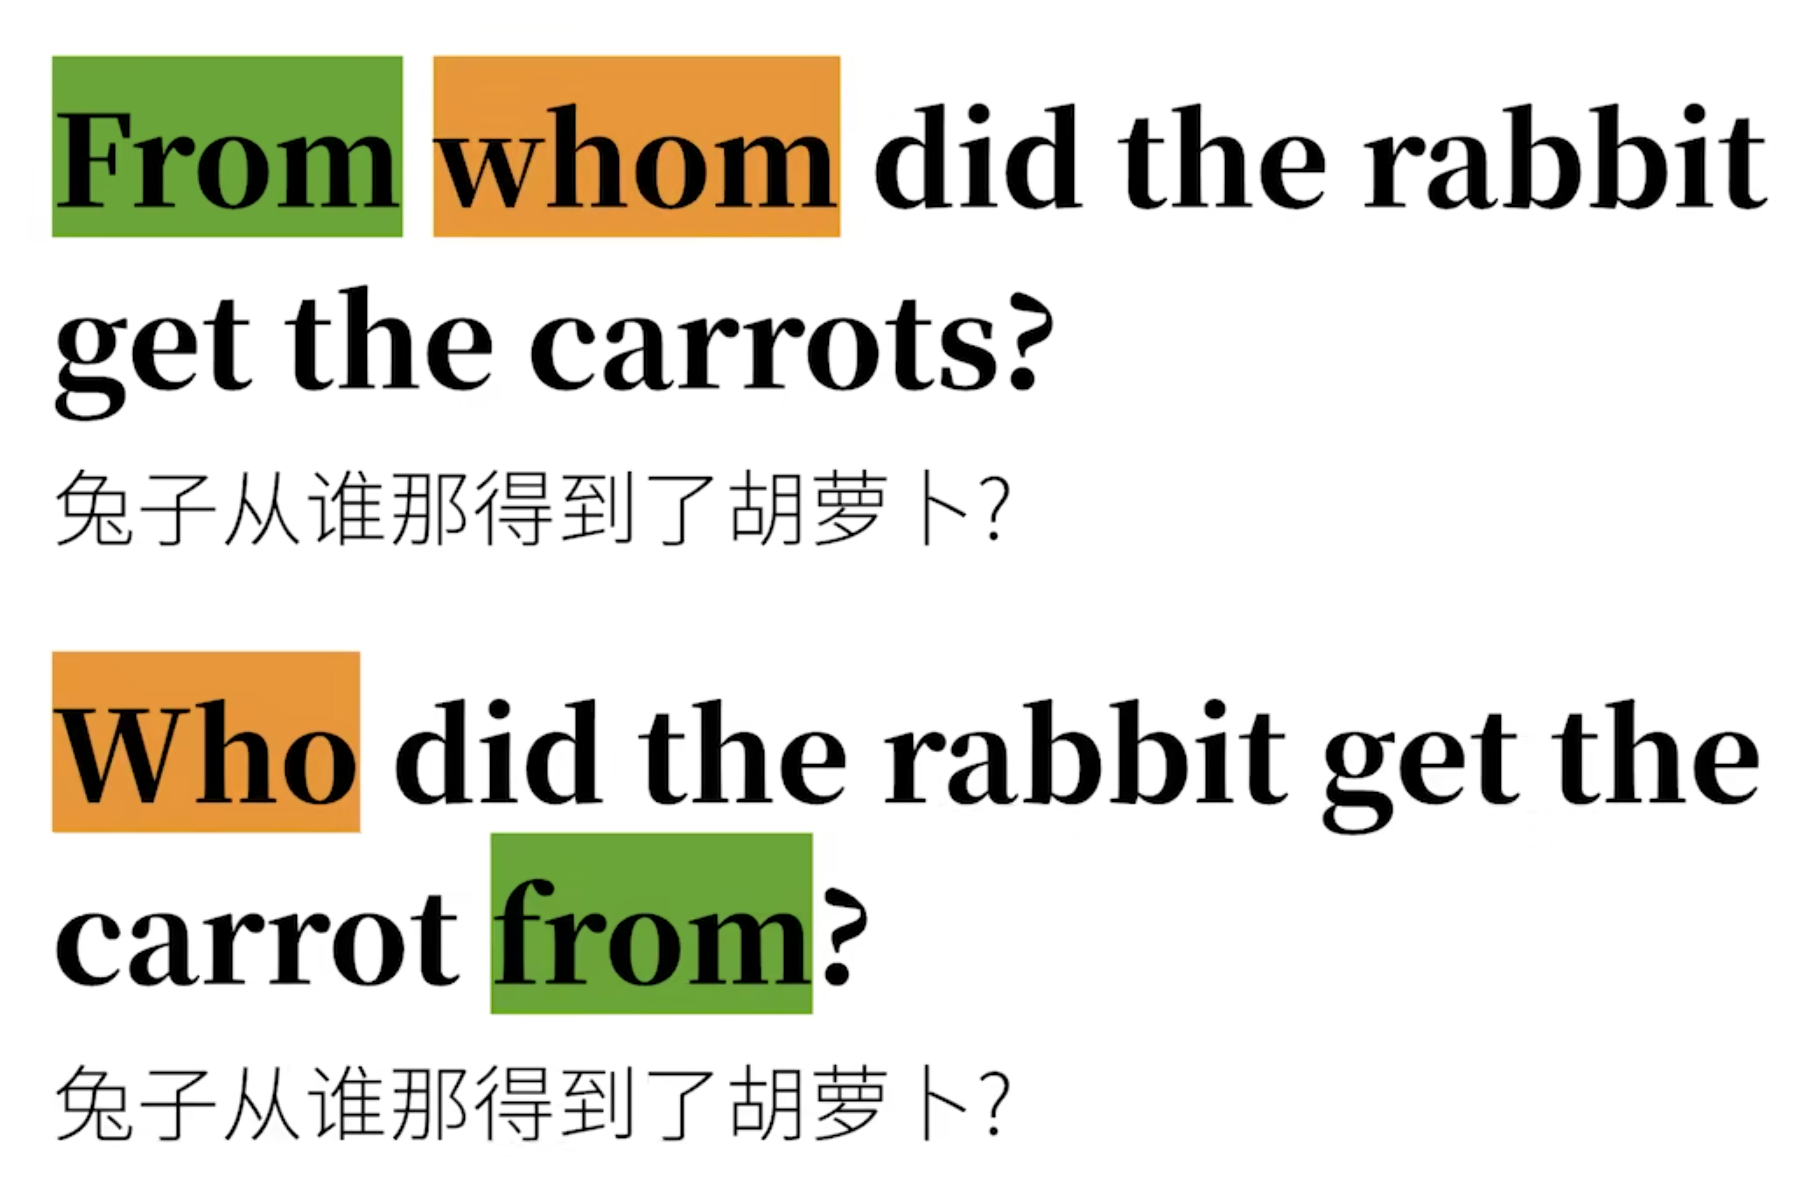 From whom did the rabbit
get the carrots?
兔子从谁那得到了胡萝卜?
Who did the rabbit get the
carrot from?
兔子从谁那得到了胡萝卜?